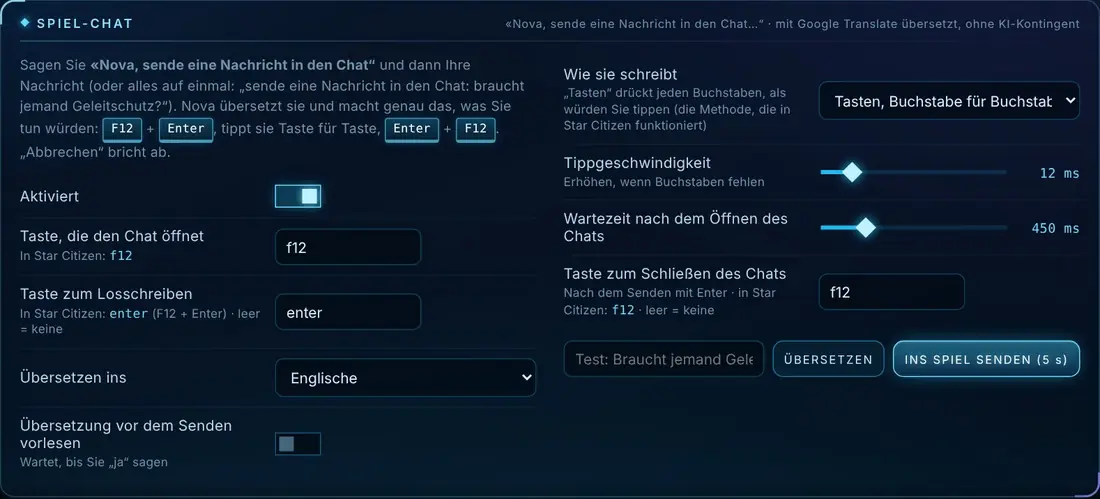 SPIEL-CHAT
«Nova, sende eine Nachricht in den Chat...“ · mit Google Translate übersetzt, ohne KI-Kontingent
Sagen Sie «Nova, sende eine Nachricht in den Chat“ und dann Ihre
Nachricht (oder alles auf einmal: „sende eine Nachricht in den Chat: braucht
jemand Geleitschutz?“). Nova übersetzt sie und macht genau das, was Sie
tun würden: F12 + Enter, tippt sie Taste für Taste, Enter + F12.
„Abbrechen“ bricht ab.
Aktiviert
Taste, die den Chat öffnet
In Star Citizen: f12
f12
Taste zum Losschreiben
In Star Citizen: enter (F12 + Enter) · leer
= keine
enter
Übersetzen ins
Englische
Übersetzung vor dem Senden
vorlesen
Wartet, bis Sie „ja“ sagen
Wie sie schreibt
„Tasten“ drückt jeden Buchstaben, als
würden Sie tippen (die Methode, die in
Star Citizen funktioniert)
Tasten, Buchstabe für Buchstab
Tippgeschwindigkeit
Erhöhen, wenn Buchstaben fehlen
12 ms
Wartezeit nach dem Öffnen des
Chats
450 ms
Taste zum Schließen des Chats
Nach dem Senden mit Enter · in Star
Citizen: f12 · leer = keine
f12
Test: Braucht jemand Gele
ÜBERSETZEN
INS SPIEL SENDEN (5 s)